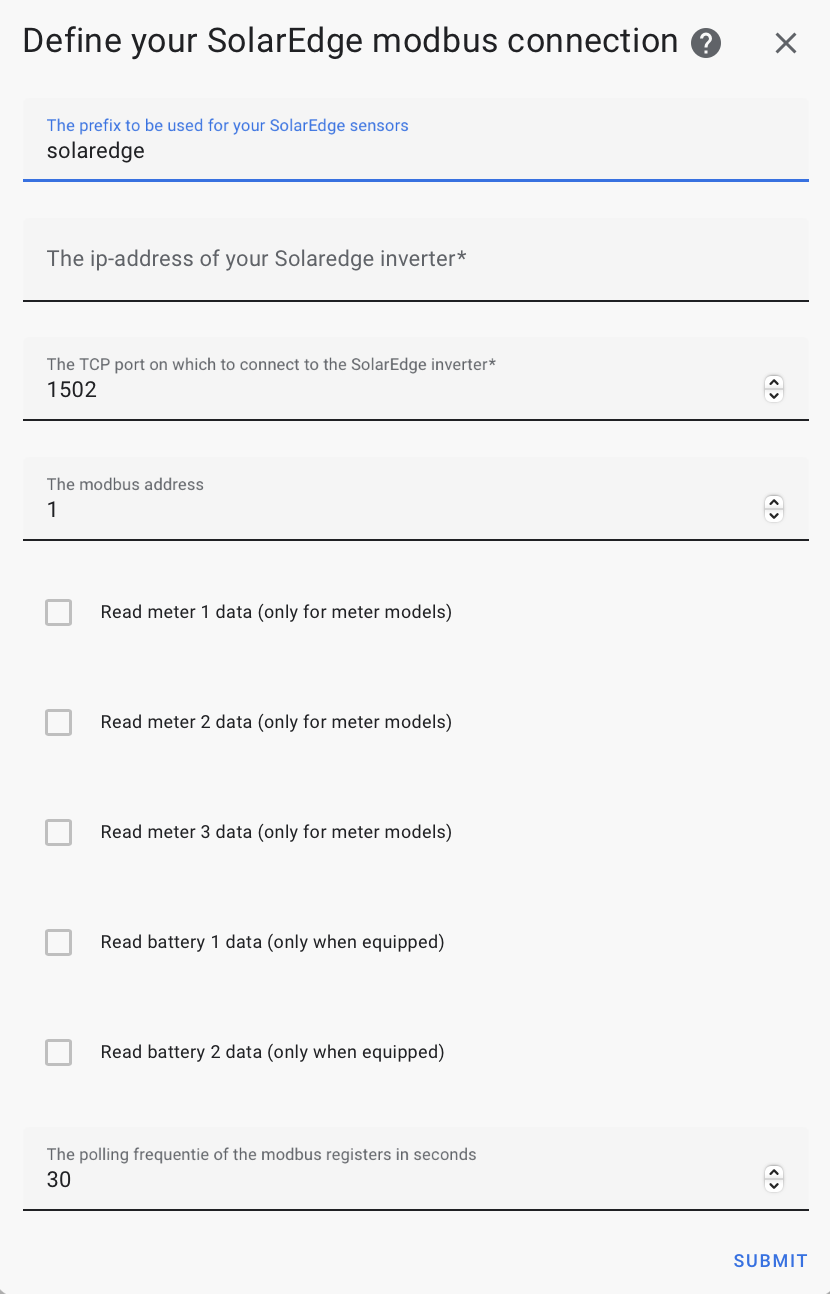 Define your SolarEdge modbus connection ?
The prefix to be used for your SolarEdge sensors
solaredge
The ip-address of your Solaredge inverter*
The TCP port on which to connect to the SolarEdge inverter*
1502
The modbus address
1
Read meter 1 data (only for meter models)
Read meter 2 data (only for meter models)
Read meter 3 data (only for meter models)
Read battery 1 data (only when equipped)
Read battery 2 data (only when equipped)
The polling frequentie of the modbus registers in seconds
30
SUBMIT